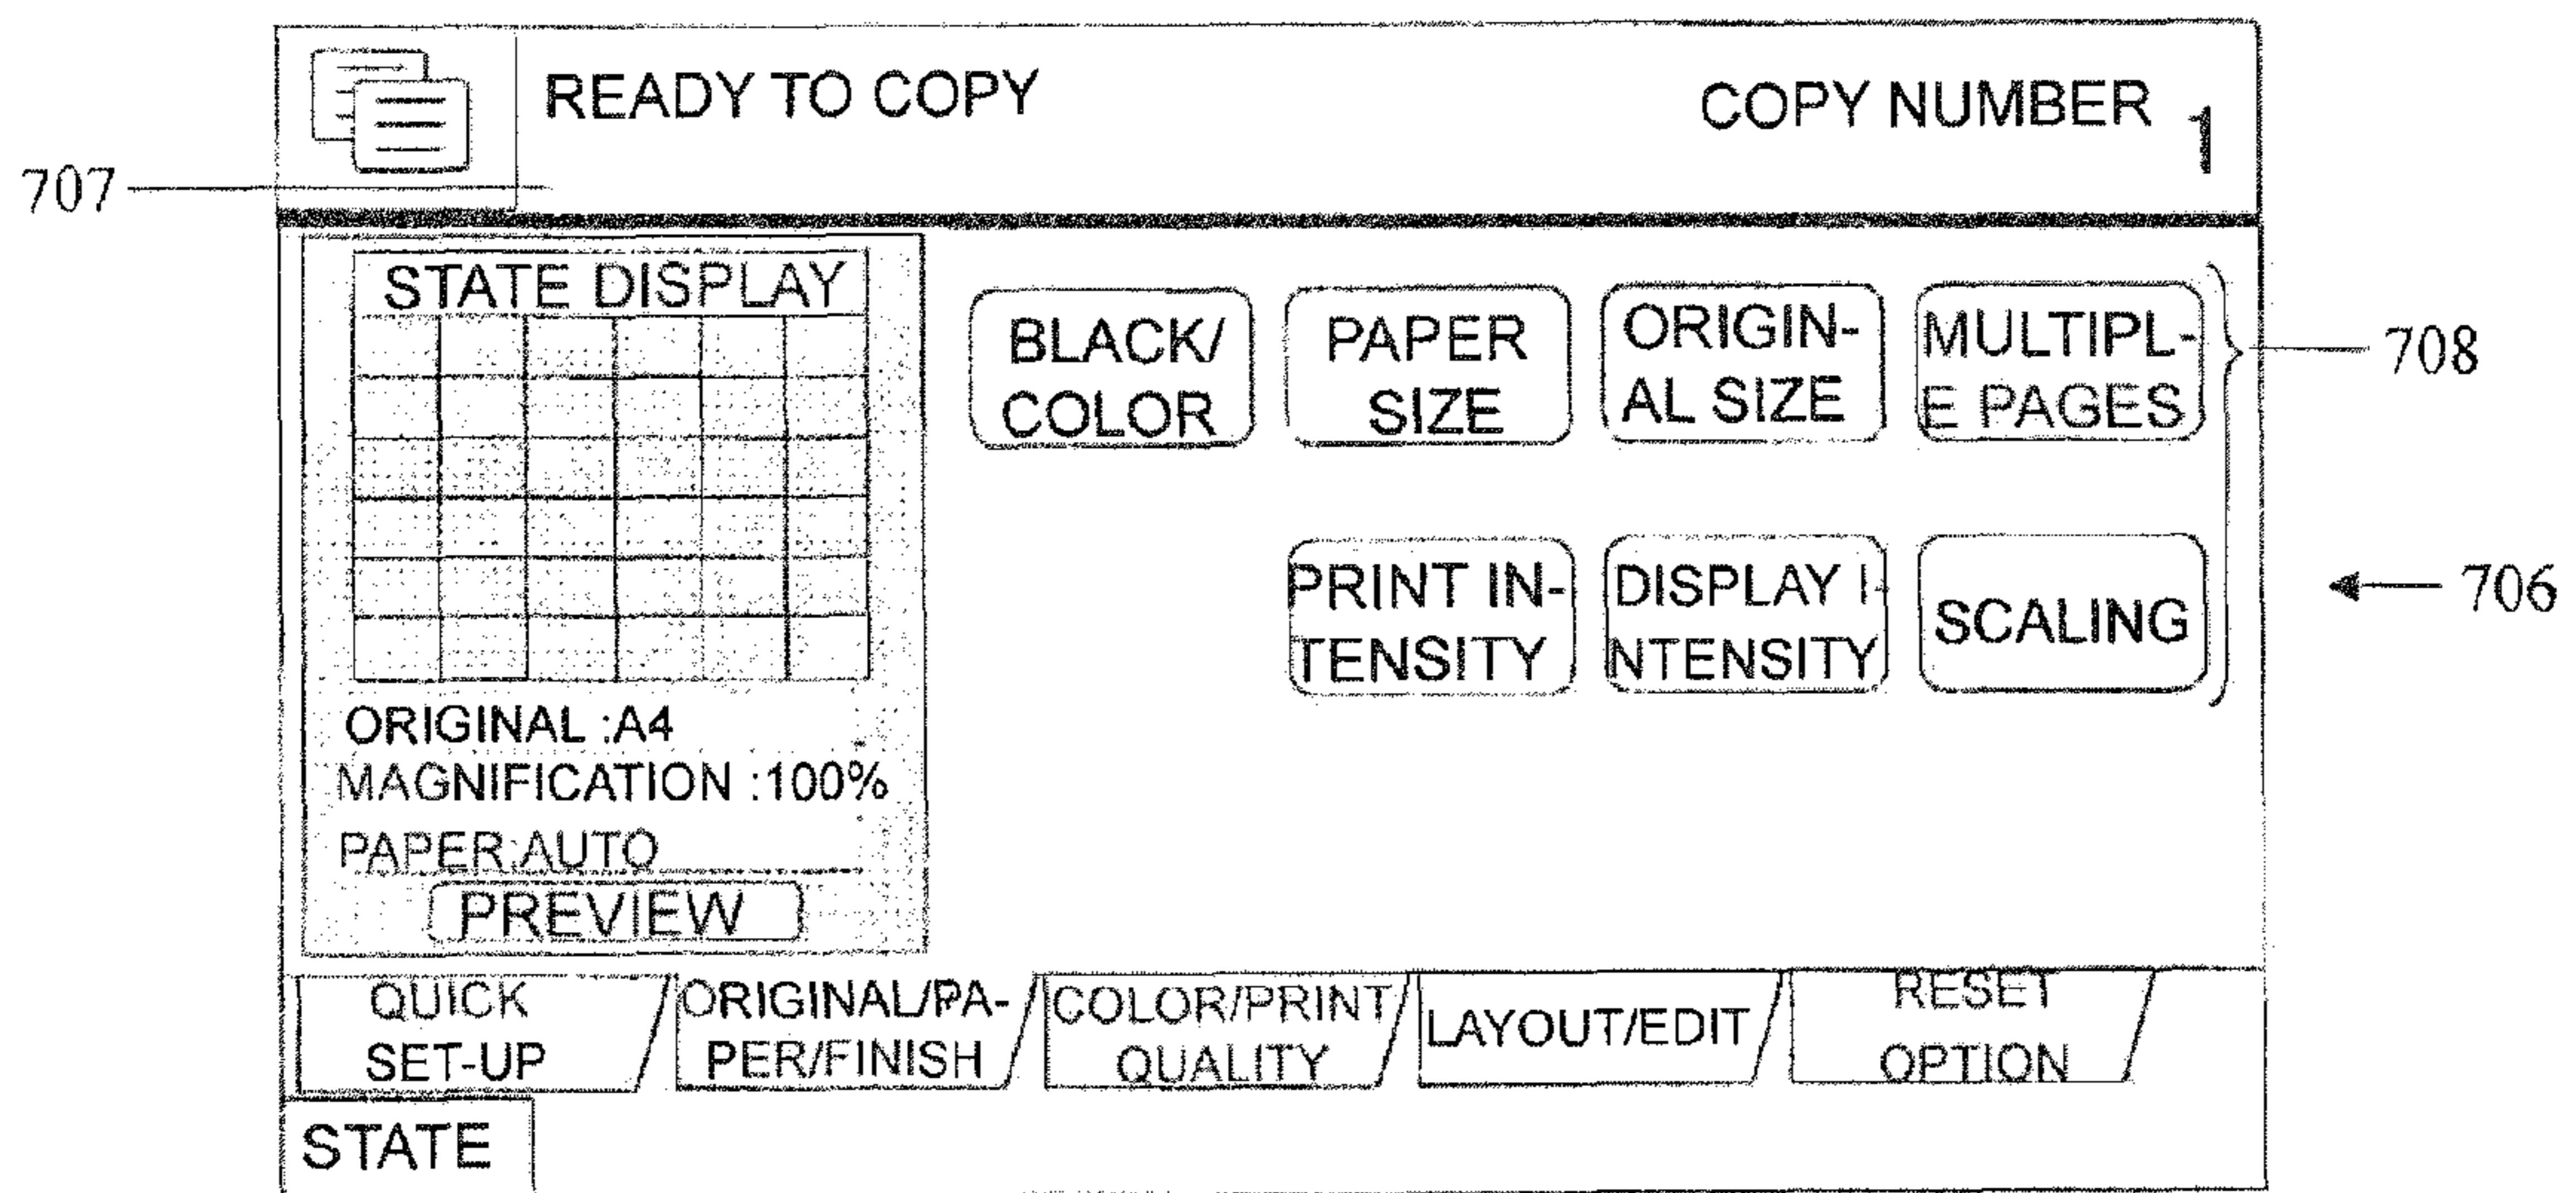 READY TO COPY
COPY NUMBER 1
707
STATE DISPLAY
BLACK/
COLOR
PAPER
SIZE
ORIGIN-
AL SIZE
MULTIPL-
E PAGES
708
PRINT IN-
TENSITY
DISPLAY I-
NTENSITY
SCALING
706
ORIGINAL :A4
MAGNIFICATION :100%
PAPER:AUTO
PREVIEW
QUICK
SET-UP
ORIGINAL/PA-
PER/FINISH
COLOR/PRINT
QUALITY
LAYOUT/EDIT
RESET
OPTION
STATE